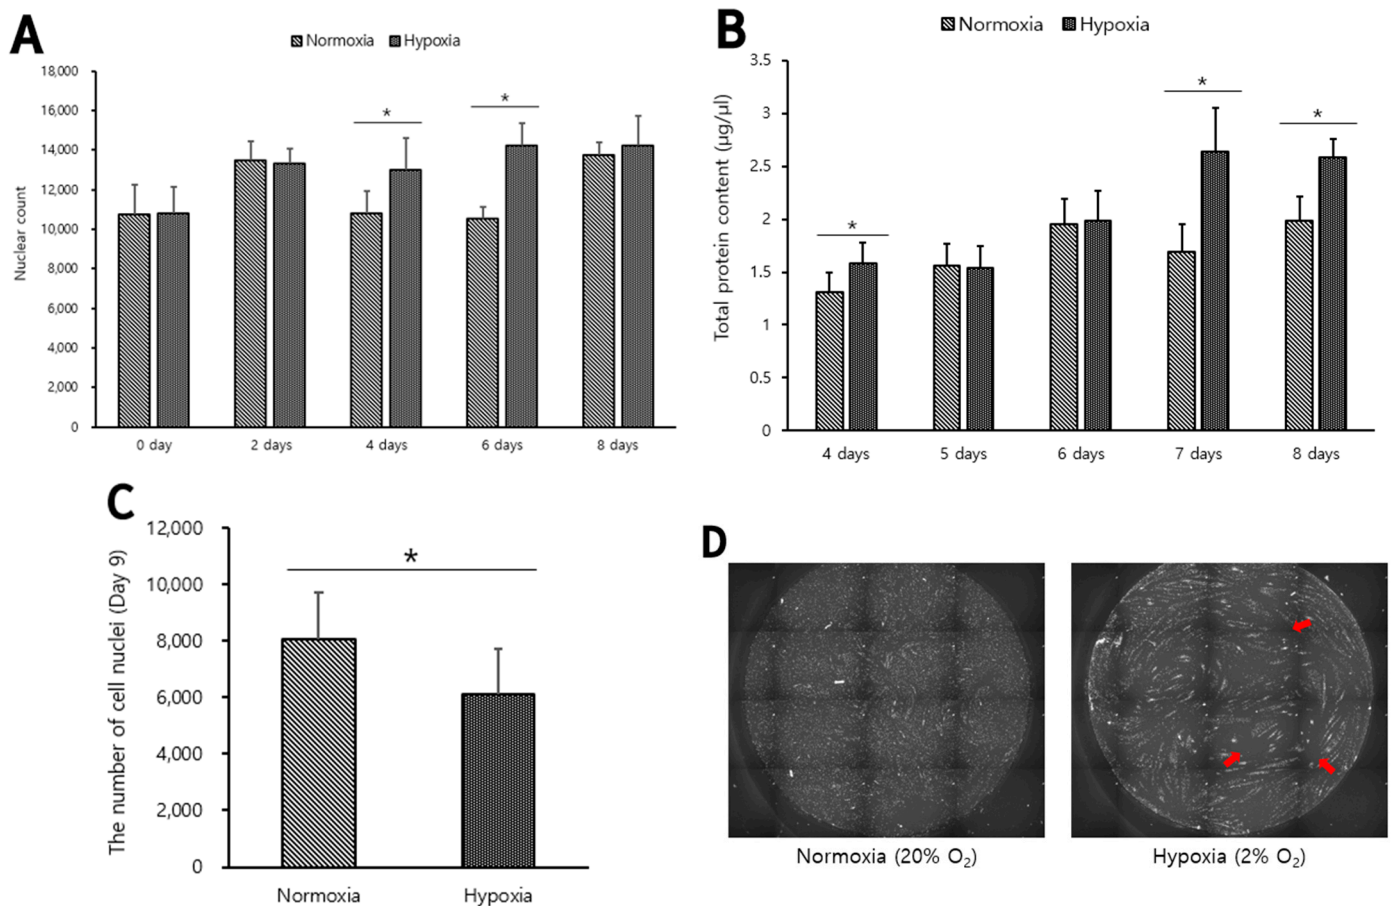 A
Normoxia Hypoxia
Nuclear count
18,000
16,000
14,000
12,000
10,000
8,000
6,000
4,000
2,000
0
0 day 2 days 4 days 6 days 8 days
* *
B
Normoxia Hypoxia
Total protein content (µg/µl)
3.5
3
2.5
2
1.5
1
0.5
0
4 days 5 days 6 days 7 days 8 days
* * *
C
The number of cell nuclei (Day 9)
12,000
10,000
8,000
6,000
4,000
2,000
0
*
Normoxia Hypoxia
D
Normoxia (20% O₂) Hypoxia (2% O₂)